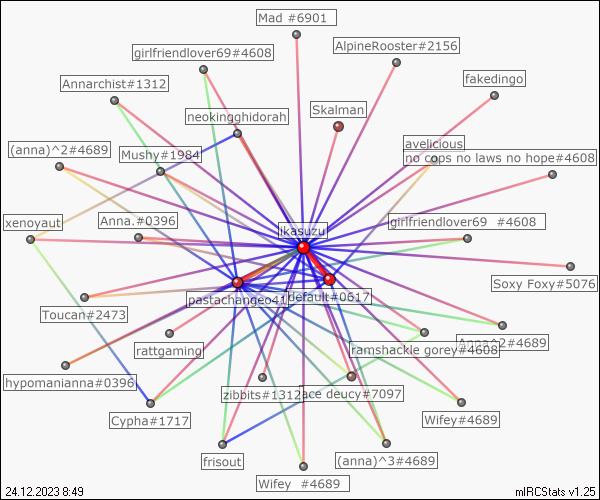 Mad #6901
girlfriendlover69#4608
AlpineRooster#2156
Annarchist#1312
fakedingo
Skalman
neokingghidorah
(anna)^2#4689
Mushy#1984
avelicious
no cops no laws no hope#4608
xenoyaut
Anna.#0396
ikasuzu
girlfriendlover69 #4608
Soxy Foxy#5076
pastachangeo41
default#0617
Toucan#2473
rattgaming
ramshackle gorey#4608
Anna^2#4689
hypomanianna#0396
zibbits#1312
ace deucy#7097
Cypha#1717
Wifey#4689
frisout
(anna)^3#4689
Wifey #4689
24.12.2023 8:49
mIRCStats v1.25